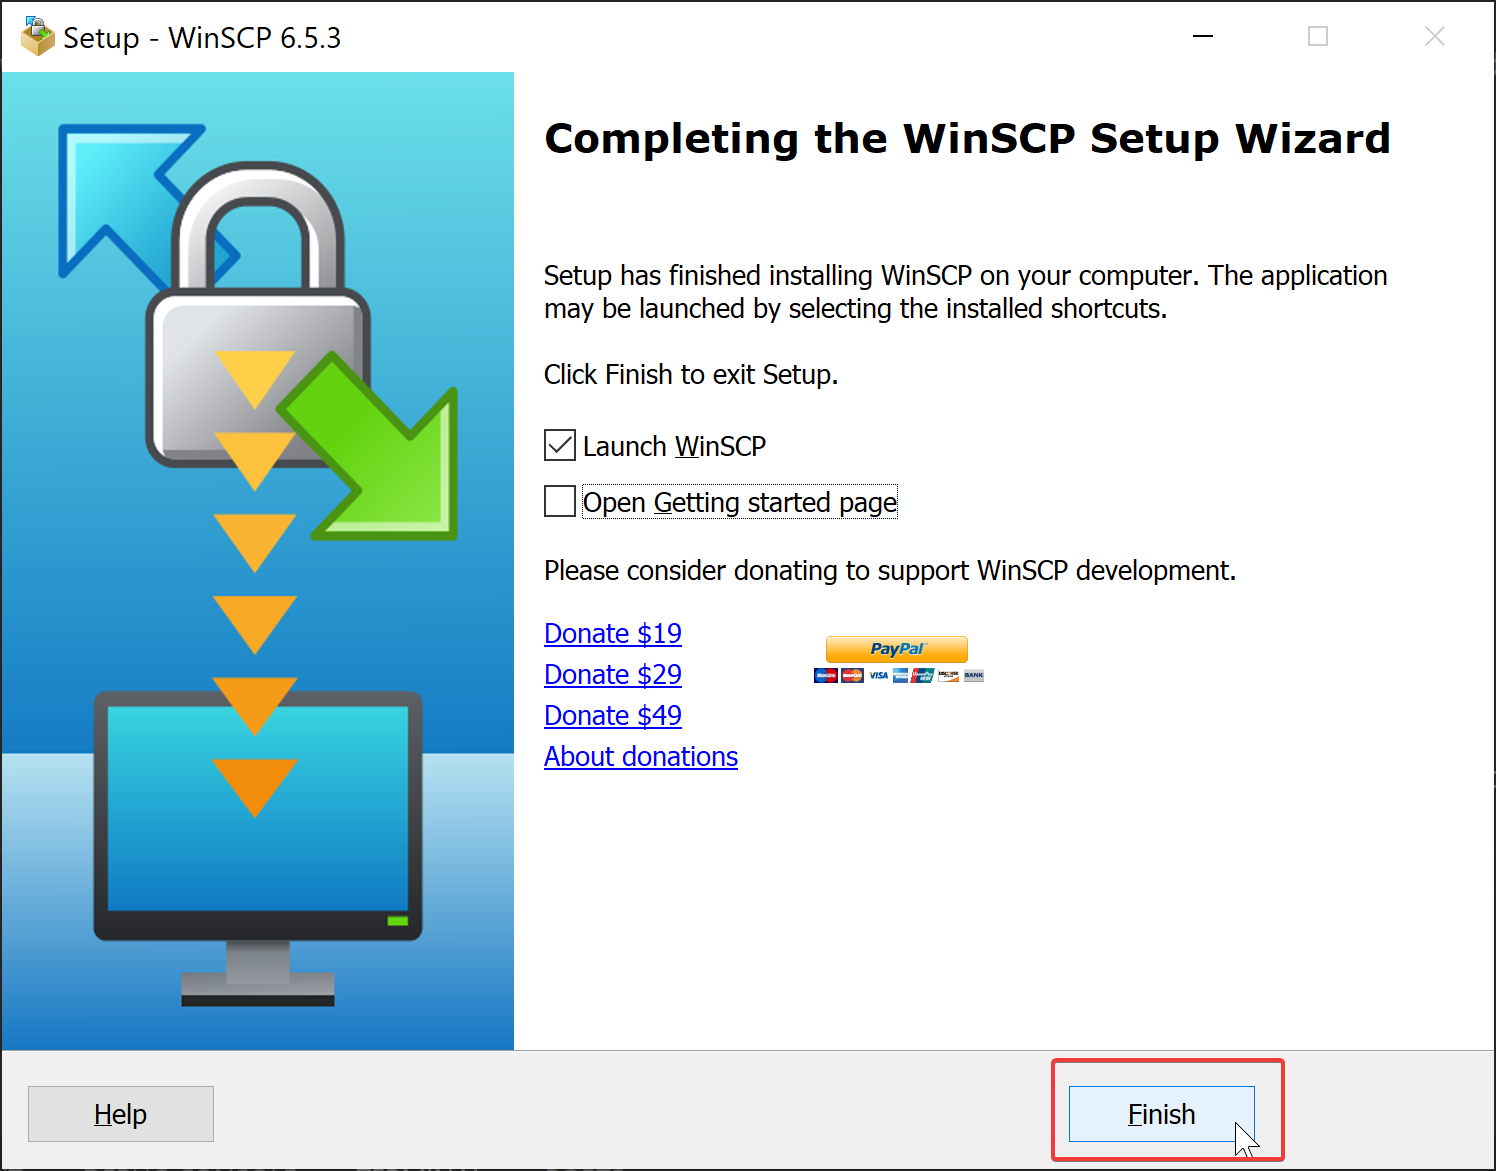 Setup - WinSCP 6.5.3
Completing the WinSCP Setup Wizard
Setup has finished installing WinSCP on your computer. The application
may be launched by selecting the installed shortcuts.
Click Finish to exit Setup.
Launch WinSCP
Open Getting started page
Please consider donating to support WinSCP development.
Donate $19
PayPal
Donate $29
VISA
DISCOVER
BANK
Donate $49
About donations
Help
Finish